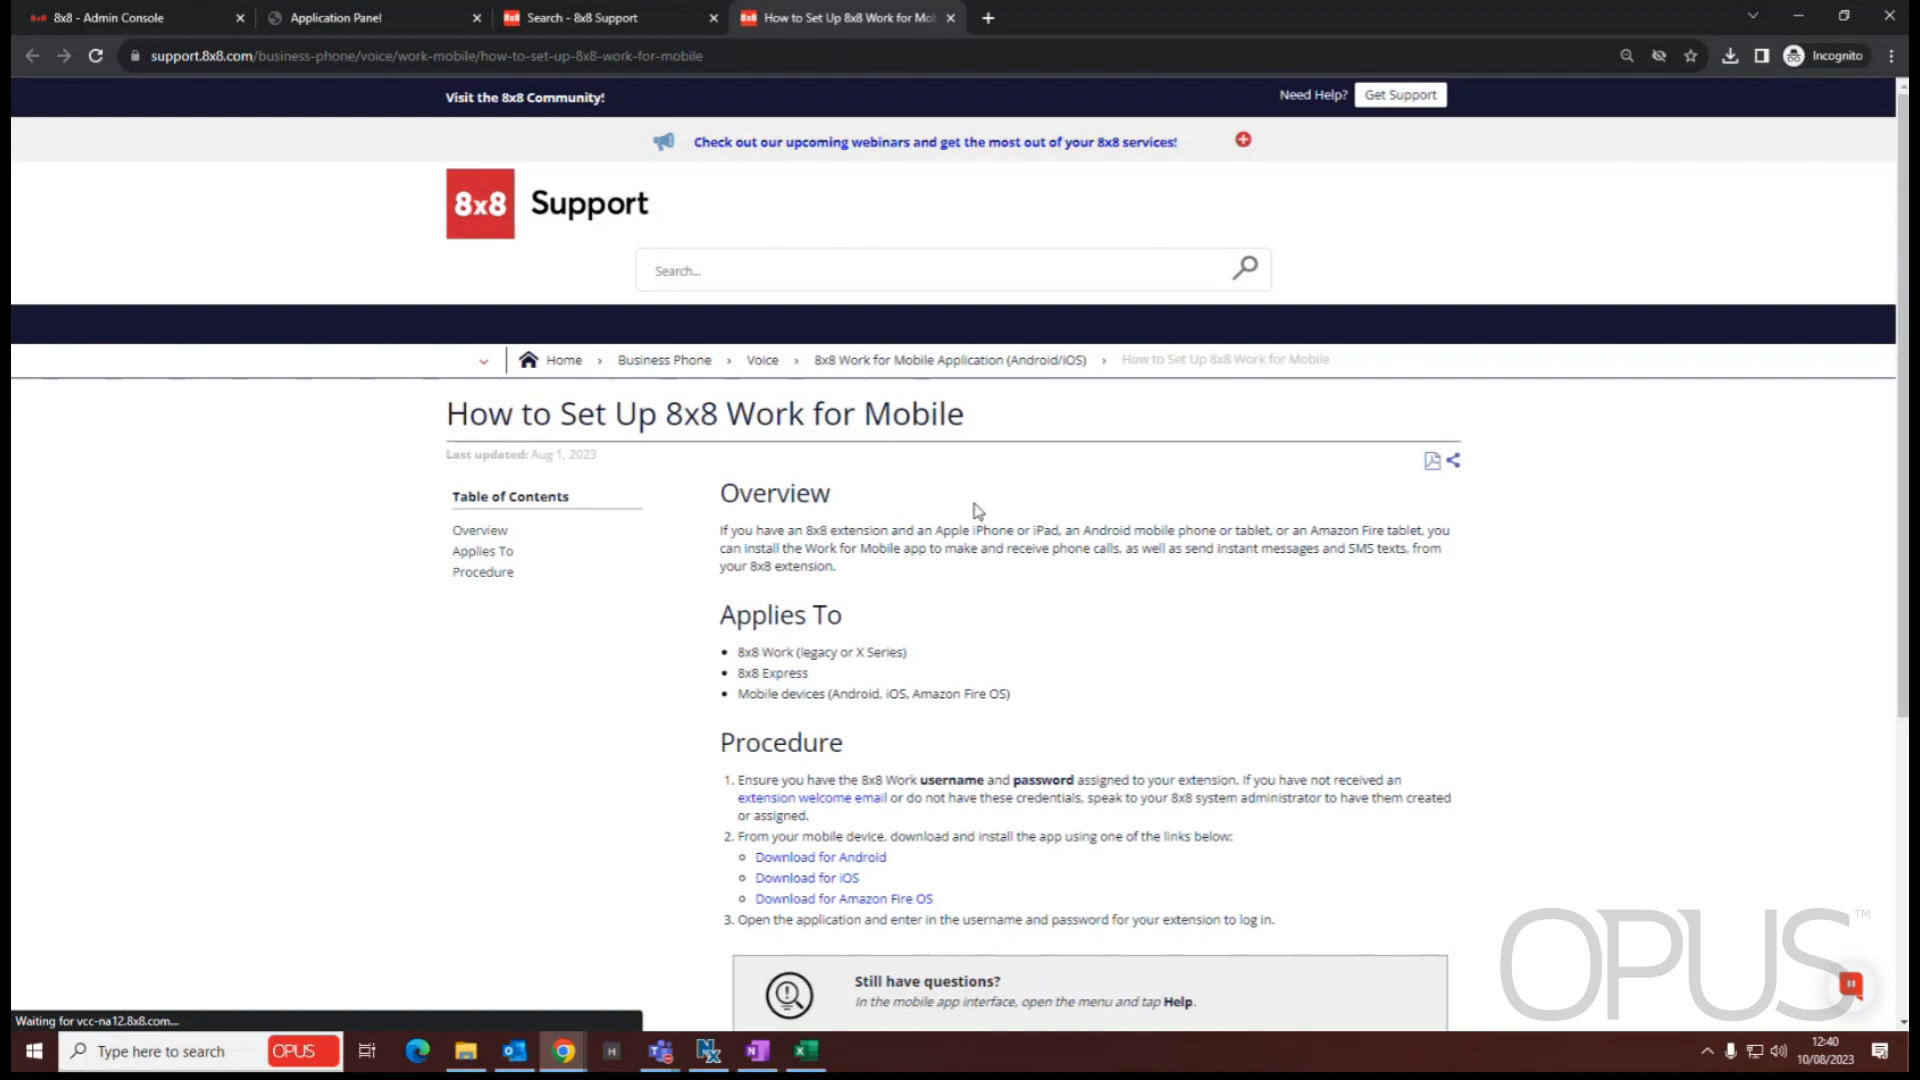 8x8 - Admin Console
Application Panel
Search - 8x8 Support
How to Set Up 8x8 Work for Mo
support.8x8.com/business-phone/voice/work-mobile/how-to-set-up-8x8-work-for-mobile
Incognito
Visit the 8x8 Community!
Need Help?
Get Support
Check out our upcoming webinars and get the most out of your 8x8 services!
8x8 Support
Search...
Home › Business Phone › Voice › 8x8 Work for Mobile Application (Android/iOS) › How to Set Up 8x8 Work for Mobile
How to Set Up 8x8 Work for Mobile
Last updated: Aug 1, 2023
Table of Contents
Overview
Applies To
Procedure
Overview
If you have an 8x8 extension and an Apple iPhone or iPad, an Android mobile phone or tablet, or an Amazon Fire tablet, you
can install the Work for Mobile app to make and receive phone calls, as well as send instant messages and SMS texts, from
your 8x8 extension.
Applies To
• 8x8 Work (legacy or X Series)
• 8x8 Express
• Mobile devices (Android, iOS, Amazon Fire OS)
Procedure
1. Ensure you have the 8x8 Work username and password assigned to your extension. If you have not received an
extension welcome email or do not have these credentials, speak to your 8x8 system administrator to have them created
or assigned.
2. From your mobile device, download and install the app using one of the links below:
Download for Android
Download for iOS
Download for Amazon Fire OS
3. Open the application and enter in the username and password for your extension to log in.
Still have questions?
In the mobile app interface, open the menu and tap Help.
OPUS™
Waiting for vcc-na12.8x8.com...
Type here to search
OPUS
H
12:40
10/08/2023